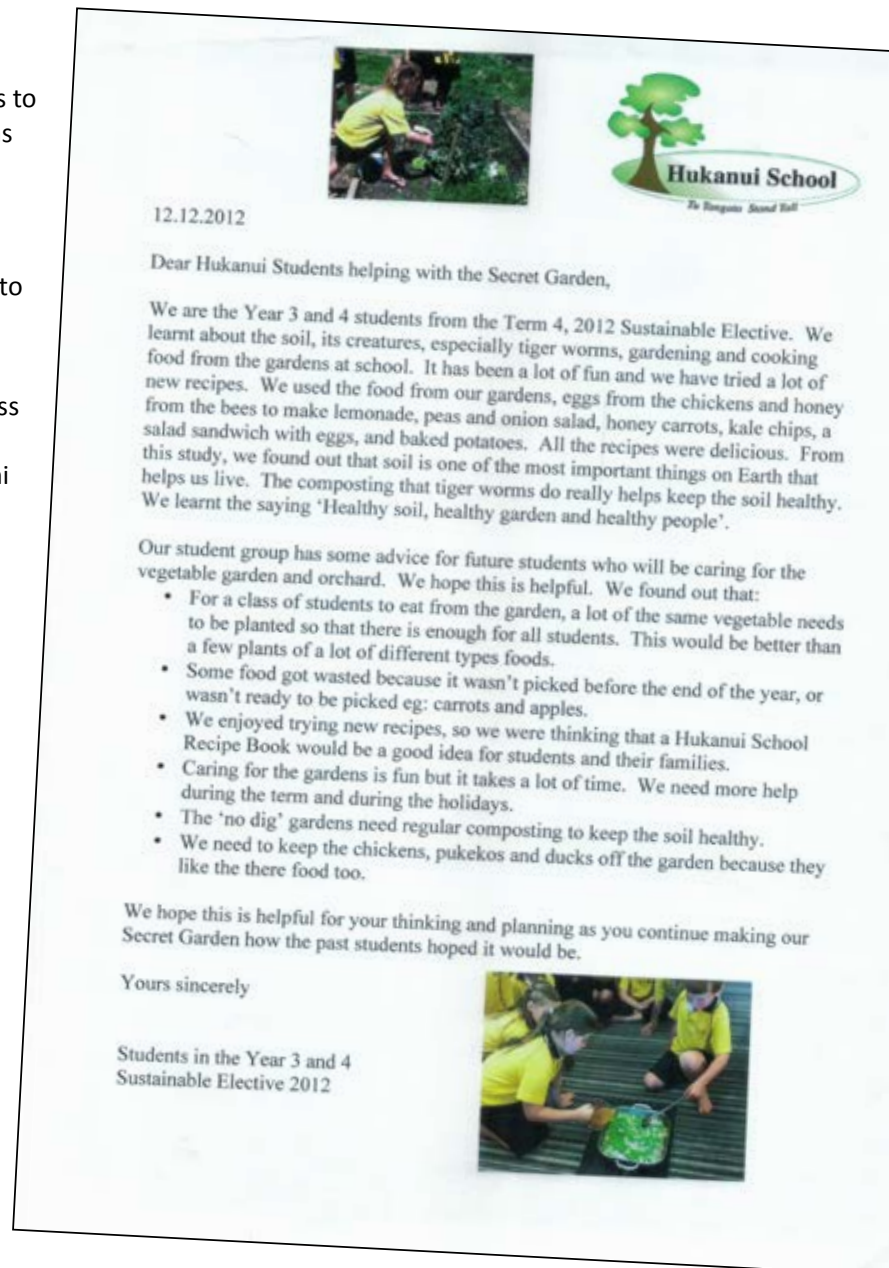 s to
s
to
ss
Hukanui School
Stand Tall
12.12.2012
Dear Hukanui Students helping with the Secret Garden,
We are the Year 3 and 4 students from the Term 4, 2012 Sustainable Elective. We
learnt about the soil, its creatures, especially tiger worms, gardening and cooking
food from the gardens at school. It has been a lot of fun and we have tried a lot of
new recipes. We used the food from our gardens, eggs from the chickens and honey
from the bees to make lemonade, peas and onion salad, honey carrots, kale chips, a
salad sandwich with eggs, and baked potatoes. All the recipes were delicious. From
this study, we found out that soil is one of the most important things on Earth that
helps us live. The composting that tiger worms do really helps keep the soil healthy.
We learnt the saying ‘Healthy soil, healthy garden and healthy people’.
Our student group has some advice for future students who will be caring for the
vegetable garden and orchard. We hope this is helpful. We found out that:
• For a class of students to eat from the garden, a lot of the same vegetable needs
to be planted so that there is enough for all students. This would be better than
a few plants of a lot of different types foods.
• Some food got wasted because it wasn’t picked before the end of the year, or
wasn’t ready to be picked eg: carrots and apples.
• We enjoyed trying new recipes, so we were thinking that a Hukanui School
Recipe Book would be a good idea for students and their families.
• Caring for the gardens is fun but it takes a lot of time. We need more help
during the term and during the holidays.
• The ‘no dig’ gardens need regular composting to keep the soil healthy.
• We need to keep the chickens, pukekos and ducks off the garden because they
like the there food too.
We hope this is helpful for your thinking and planning as you continue making our
Secret Garden how the past students hoped it would be.
Yours sincerely
Students in the Year 3 and 4
Sustainable Elective 2012